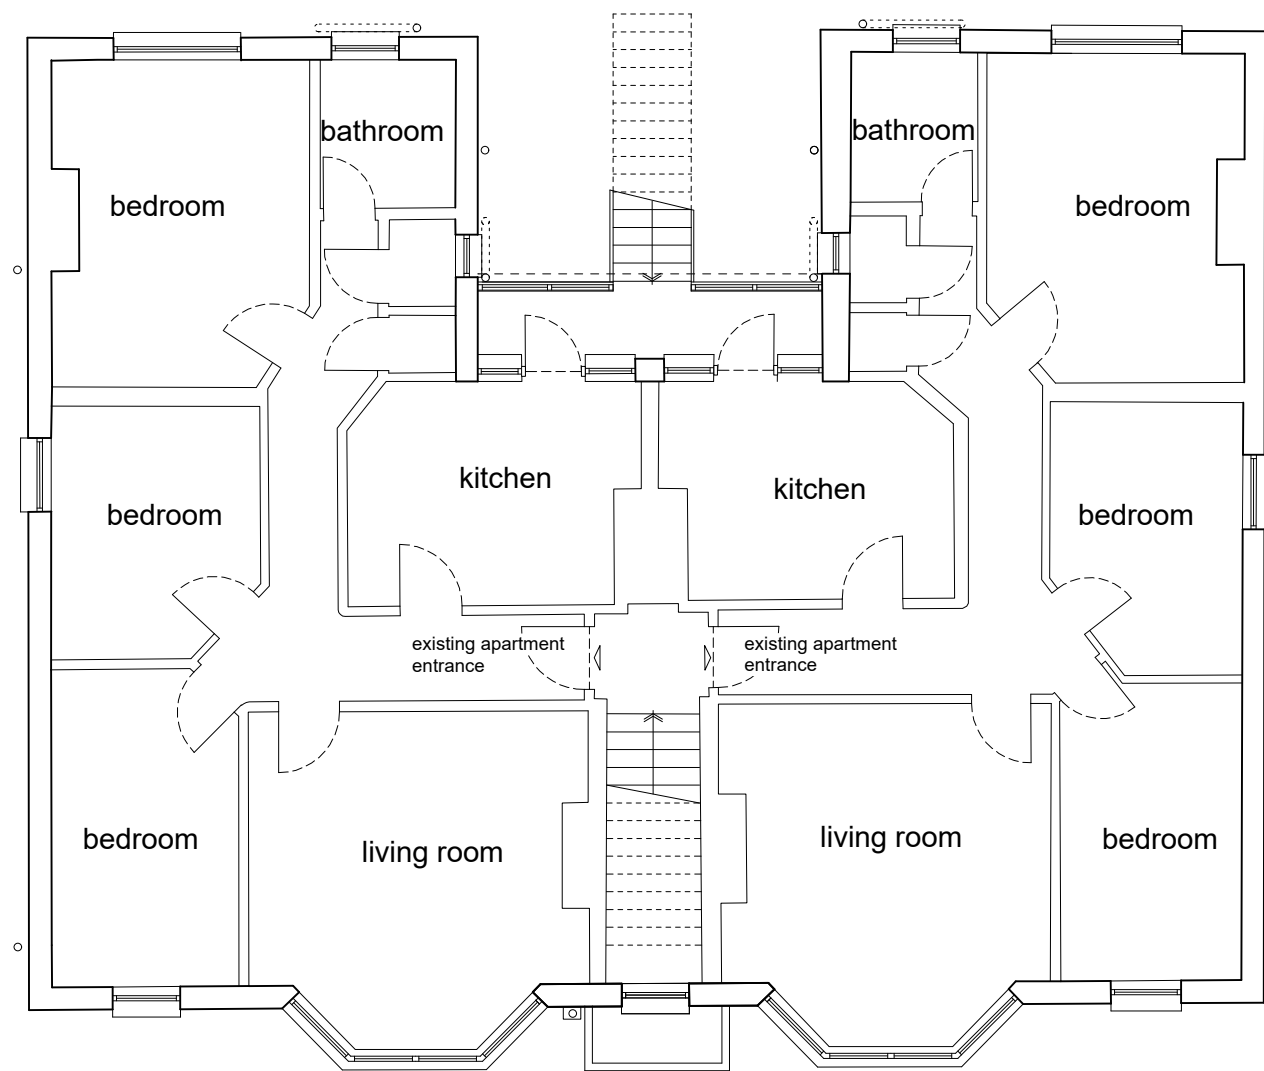 bathroom
bathroom
bedroom
bedroom
kitchen
kitchen
bedroom
bedroom
existing apartment
entrance
existing apartment
entrance
bedroom
living room
living room
bedroom